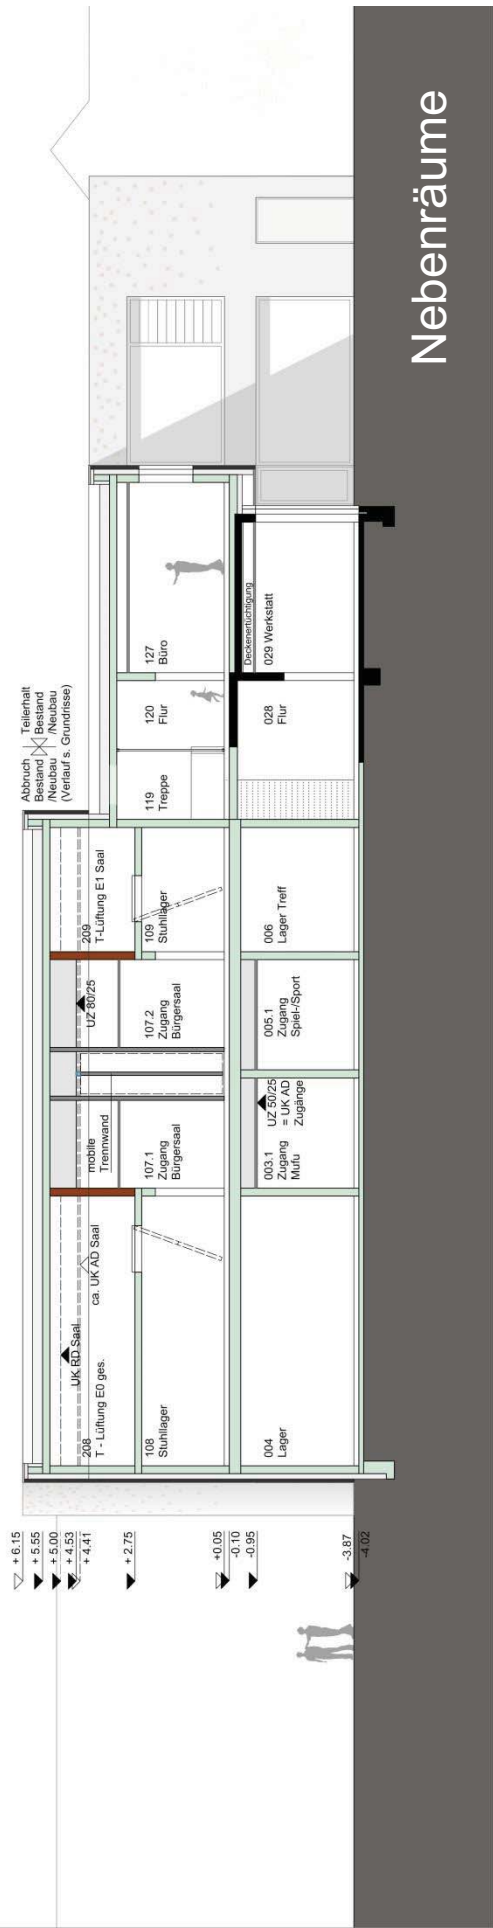 + 6.15
+ 5.55
+ 5.00
+ 4.53
+ 4.41
+ 2.75
+0.05
-0.10
-0.95
-3.87
-4.02
UK RD Saal
ca. UK AD Saal
208
T - Lüftung E0 ges.
108
Stuhllager
004
Lager
mobile
Trennwand
107.1
Zugang
Bürgersaal
UZ 50/25
= UK AD
Zugänge
003.1
Zugang
Mufu
UZ 80/25
107.2
Zugang
Bürgersaal
005.1
Zugang
Spiel-/Sport
209
T-Lüftung E1 Saal
109
Stuhllager
006
Lager Treff
Abbruch
Bestand
/Neubau
Teilerhalt
Bestand
/Neubau
(Verlauf s. Grundrisse)
119
Treppe
120
Flur
127
Büro
028
Flur
Deckenertüchtigung
029 Werkstatt
Nebenräume